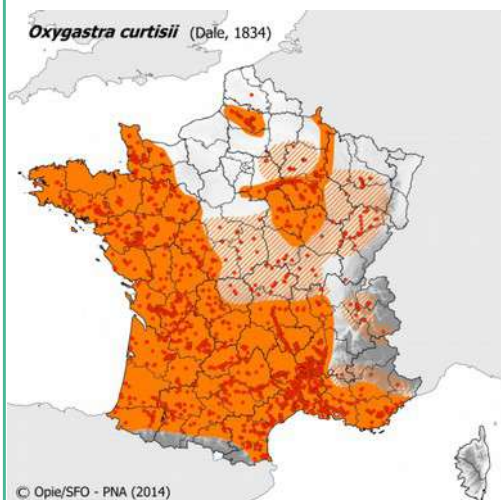 Oxygastra curtisii (Dale, 1834)
© Opie/SFO - PNA (2014)